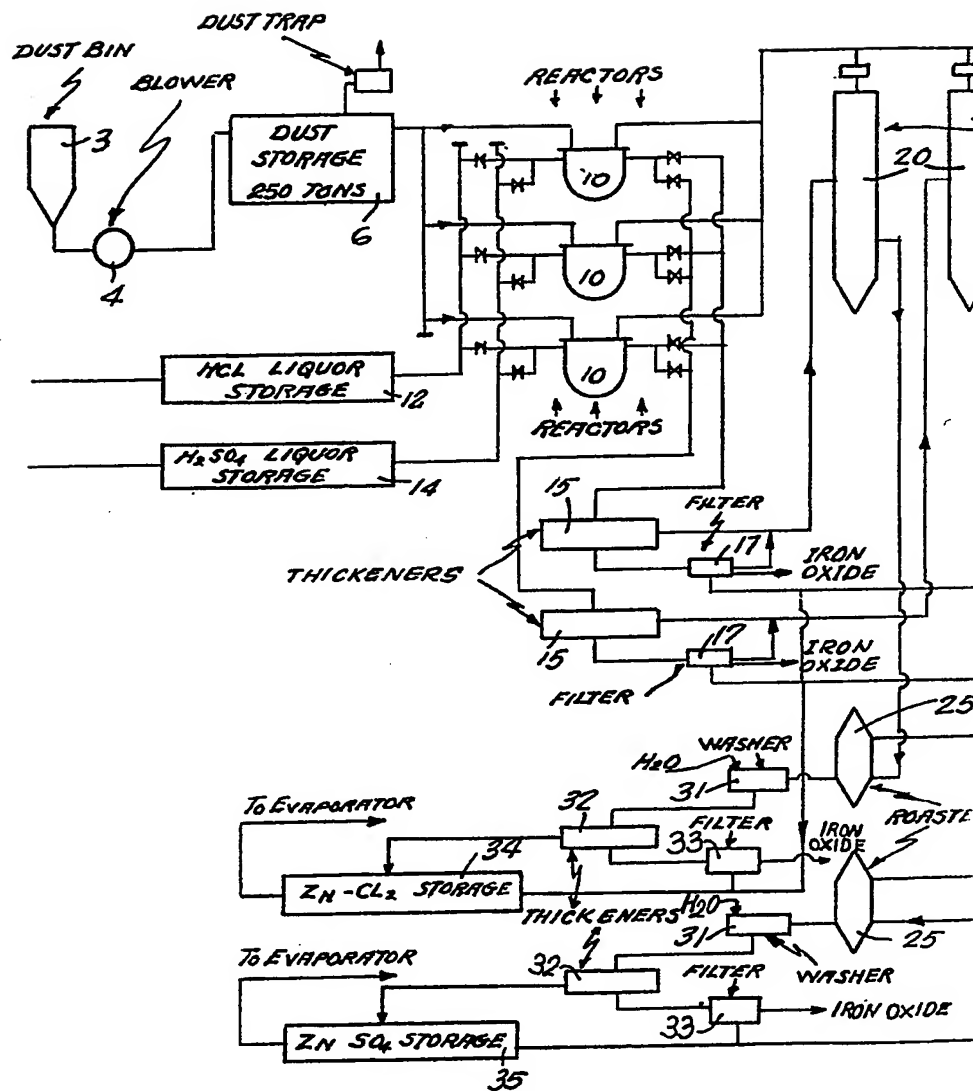 DUST TRAP
DUST BIN
BLOWER
REACTORS
3
DUST
STORAGE
250 TONS
6
4
10
20
10
10
HCL LIQUOR
STORAGE
12
REACTORS
H2SO4 LIQUOR
STORAGE
14
15
FILTER
17
IRON
OXIDE
THICKENERS
15
17
IRON
OXIDE
FILTER
25
WASHER
H2O
31
To EVAPORATOR
32
ROASTE
FILTER
33
IRON
OXIDE
34
ZN-CL2 STORAGE
THICKENERS
H2O
31
25
To EVAPORATOR
32
WASHER
FILTER
IRON OXIDE
33
ZN SO4 STORAGE
35